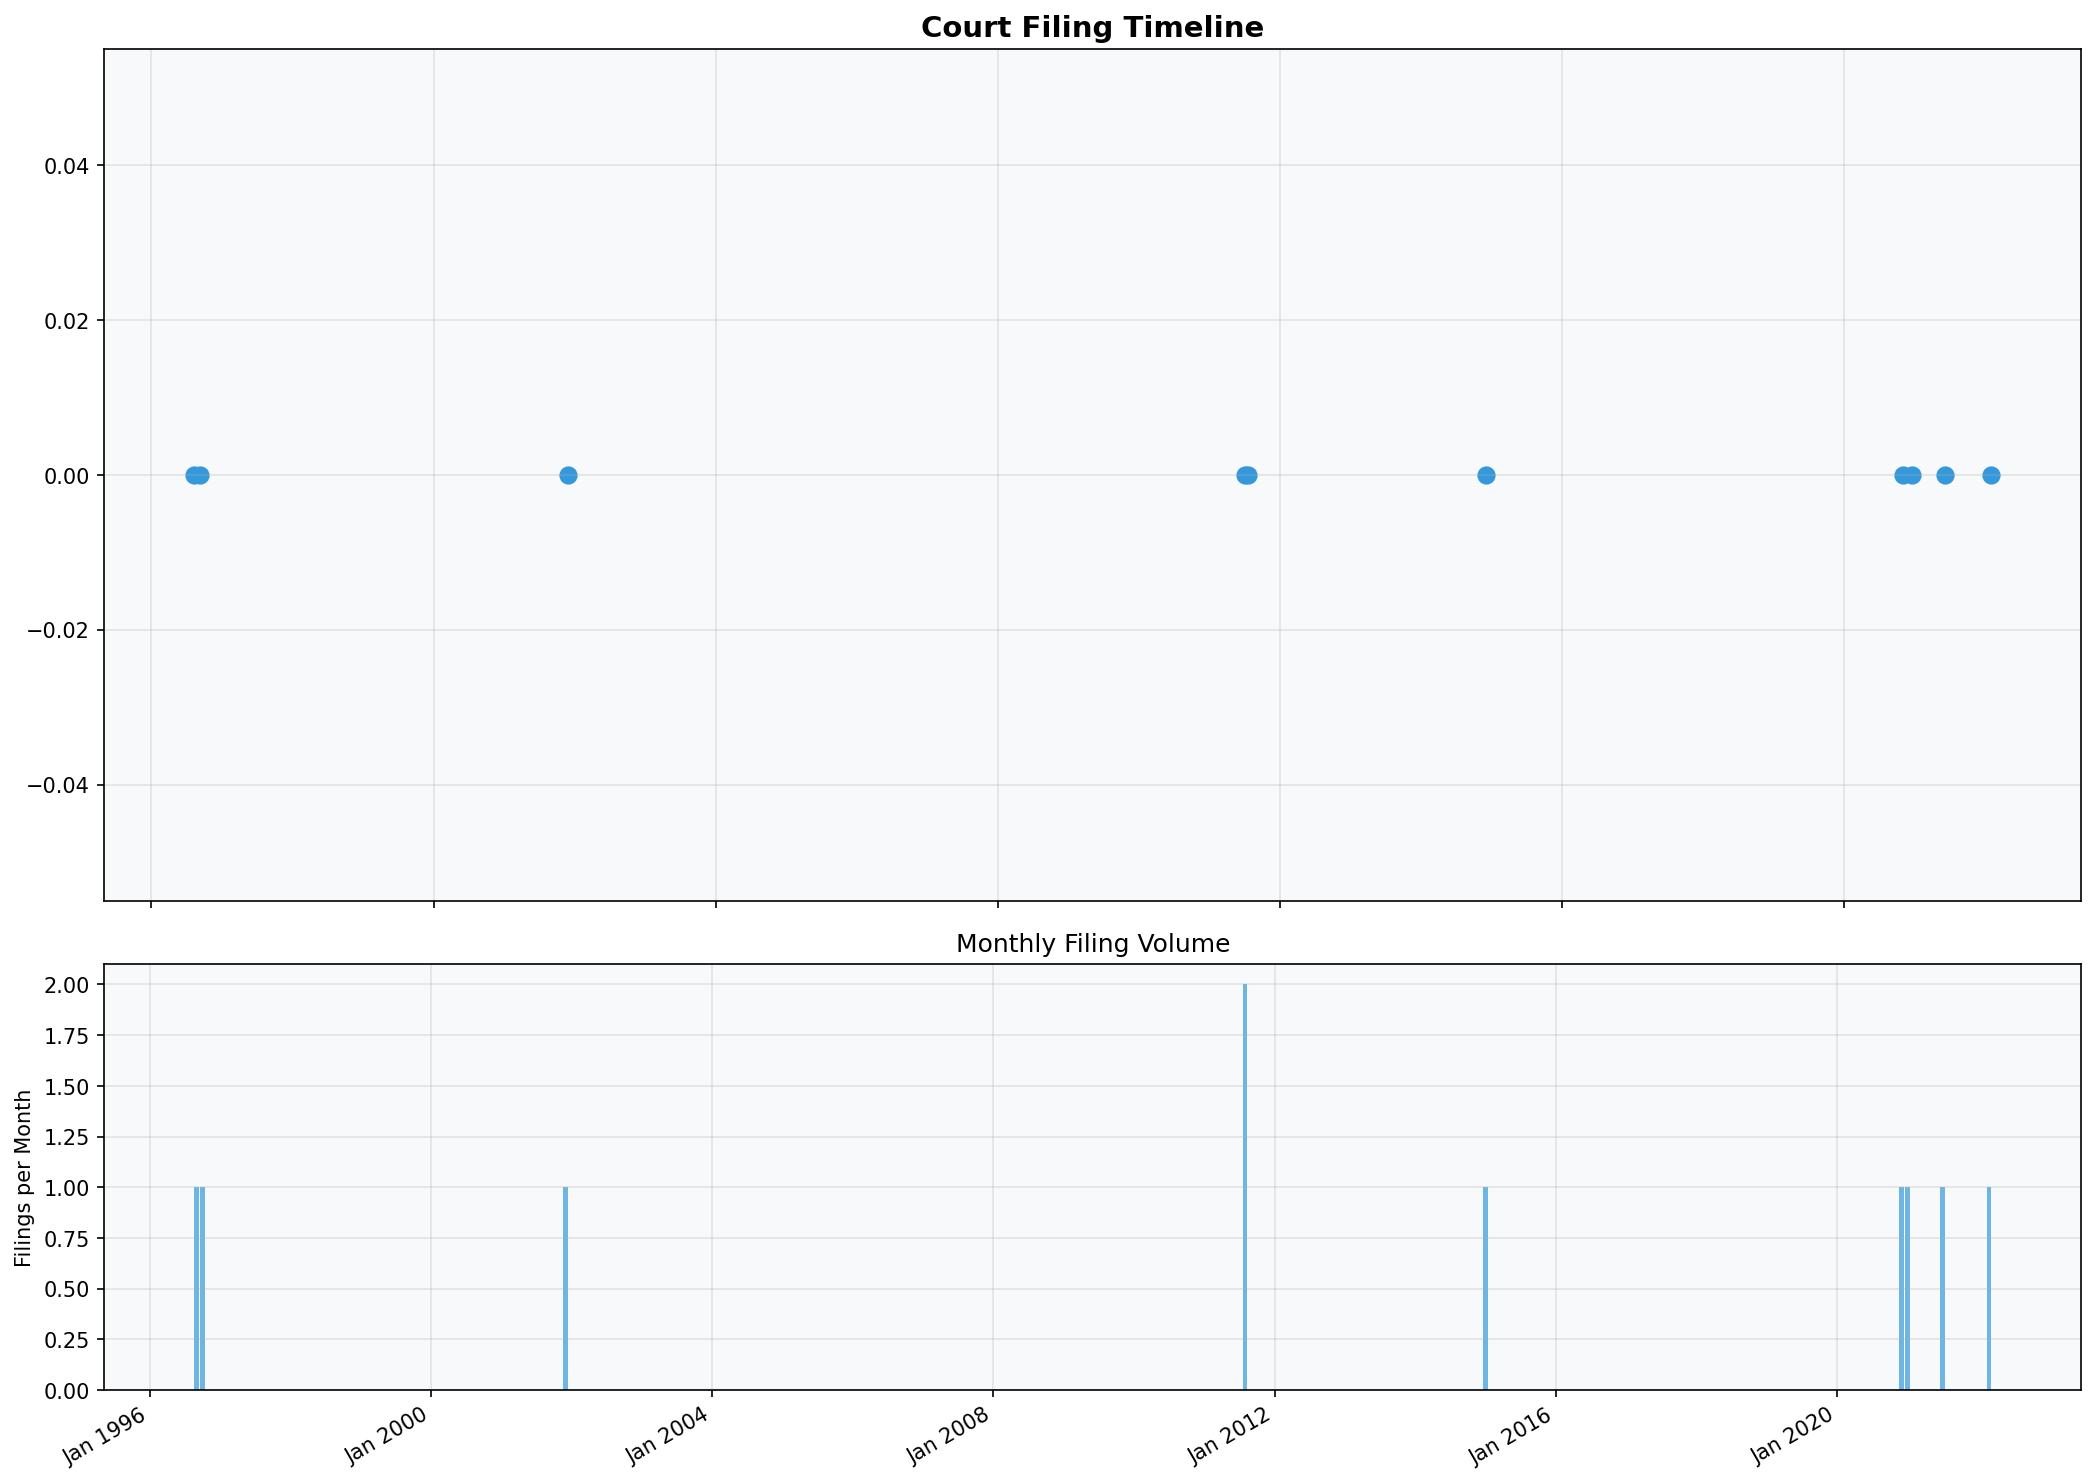 Court Filing Timeline
0.04
0.02
0.00
−0.02
−0.04
Monthly Filing Volume
Filings per Month
2.00
1.75
1.50
1.25
1.00
0.75
0.50
0.25
0.00
Jan 1996
Jan 2000
Jan 2004
Jan 2008
Jan 2012
Jan 2016
Jan 2020